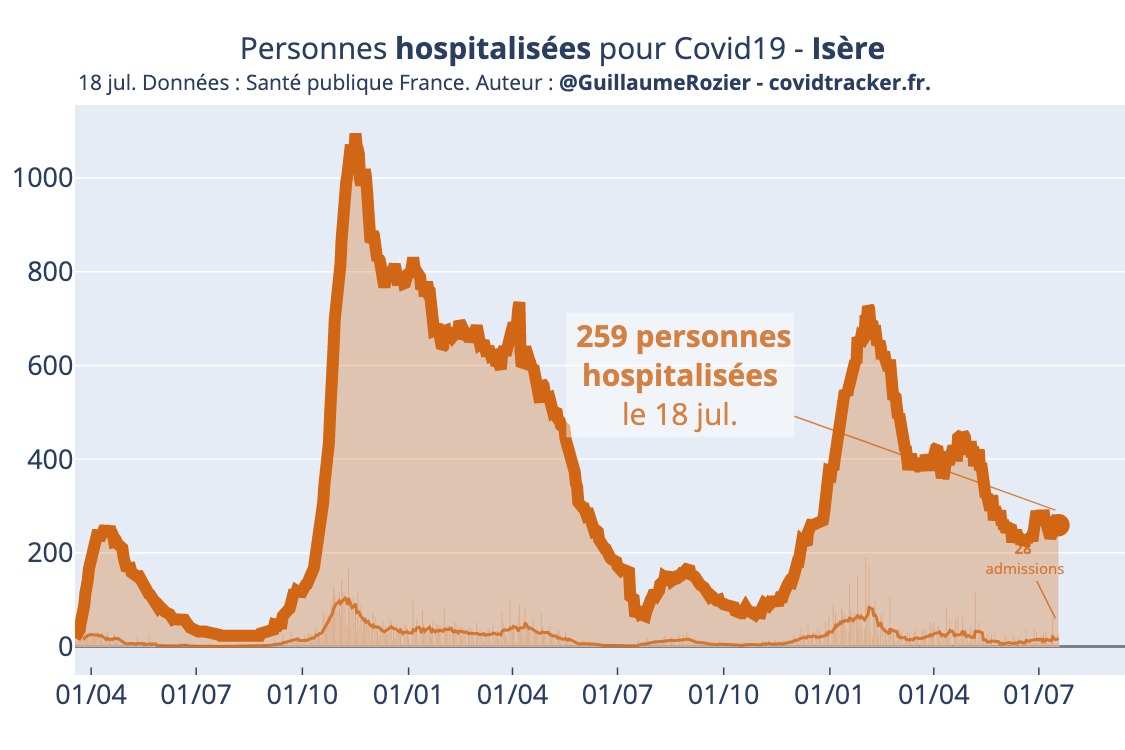 Personnes hospitalisées pour Covid19 - Isère
18 jul. Données : Santé publique France. Auteur : @GuillaumeRozier - covidtracker.fr.
1000
800
600
400
200
0
259 personnes
hospitalisées
le 18 jul.
28
admissions
01/04 01/07 01/10 01/01 01/04 01/07 01/10 01/01 01/04 01/07